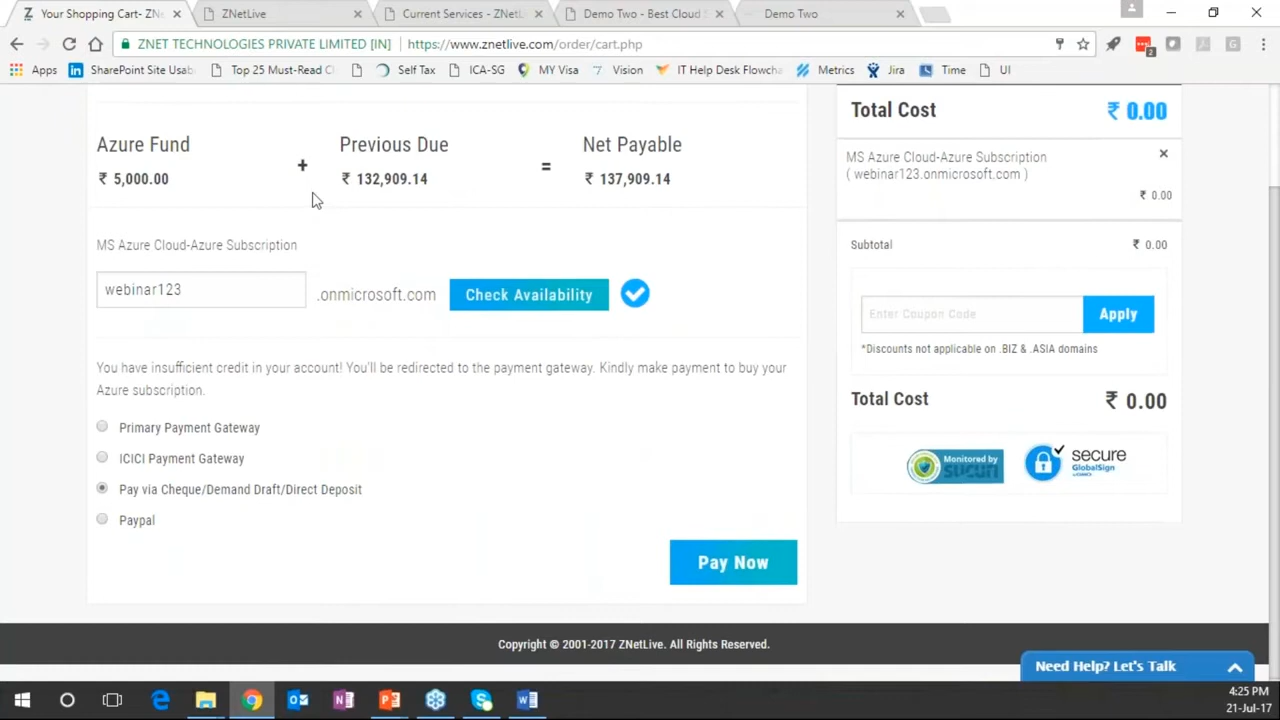 Your Shopping Cart- ZNe
ZNetLive
Current Services - ZNetL
Demo Two - Best Cloud S
Demo Two
ZNET TECHNOLOGIES PRIVATE LIMITED [IN]
https://www.znetlive.com/order/cart.php
Apps
SharePoint Site Usab
Top 25 Must-Read C
Self Tax
ICA-SG
MY Visa
Vision
IT Help Desk Flowcha
Metrics
Jira
Time
UI
Azure Fund + Previous Due = Net Payable
₹ 5,000.00 ₹ 132,909.14 ₹ 137,909.14
MS Azure Cloud-Azure Subscription
webinar123 .onmicrosoft.com Check Availability
You have insufficient credit in your account! You'll be redirected to the payment gateway. Kindly make payment to buy your
Azure subscription.
Primary Payment Gateway
ICICI Payment Gateway
Pay via Cheque/Demand Draft/Direct Deposit
Paypal
Pay Now
Total Cost ₹ 0.00
MS Azure Cloud-Azure Subscription
( webinar123.onmicrosoft.com )
₹ 0.00
Subtotal ₹ 0.00
Enter Coupon Code Apply
*Discounts not applicable on .BIZ & .ASIA domains
Total Cost ₹ 0.00
Monitored by
sucuri
secure
GlobalSign
Copyright © 2001-2017 ZNetLive. All Rights Reserved.
Need Help? Let's Talk
4:25 PM
21-Jul-17